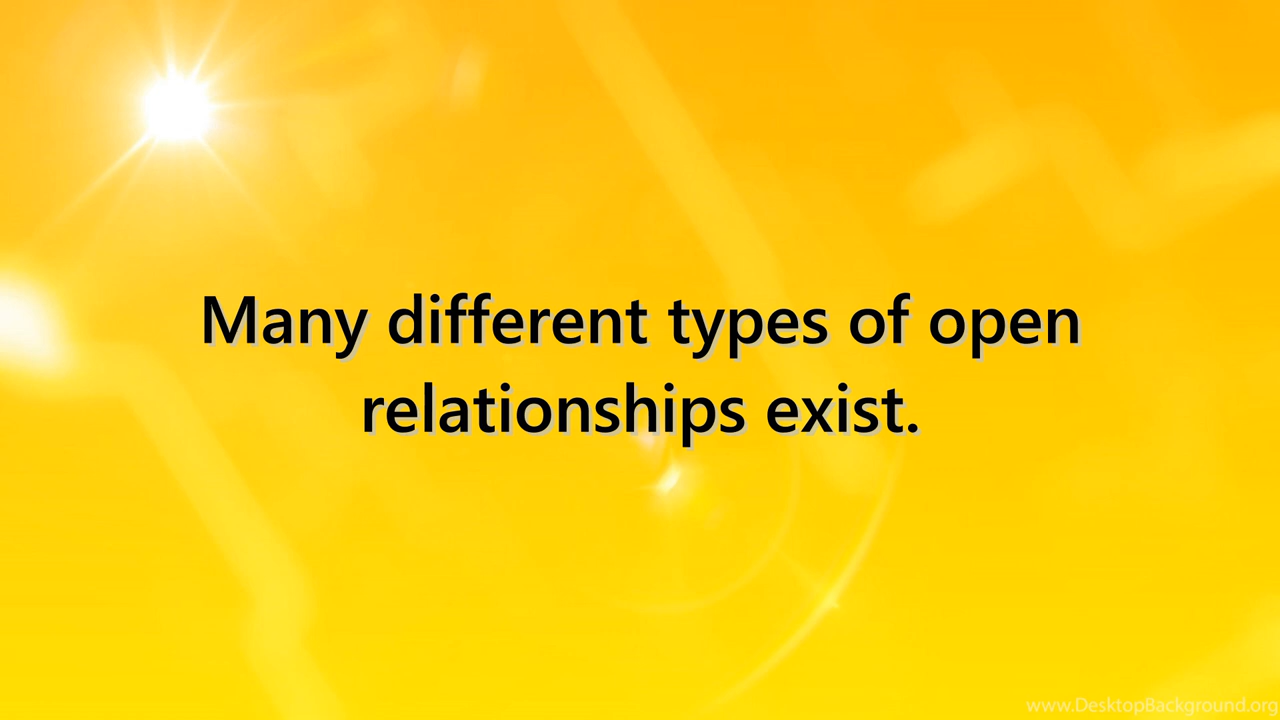 Many different types of open
relationships exist.
www.DesktopBackground.org